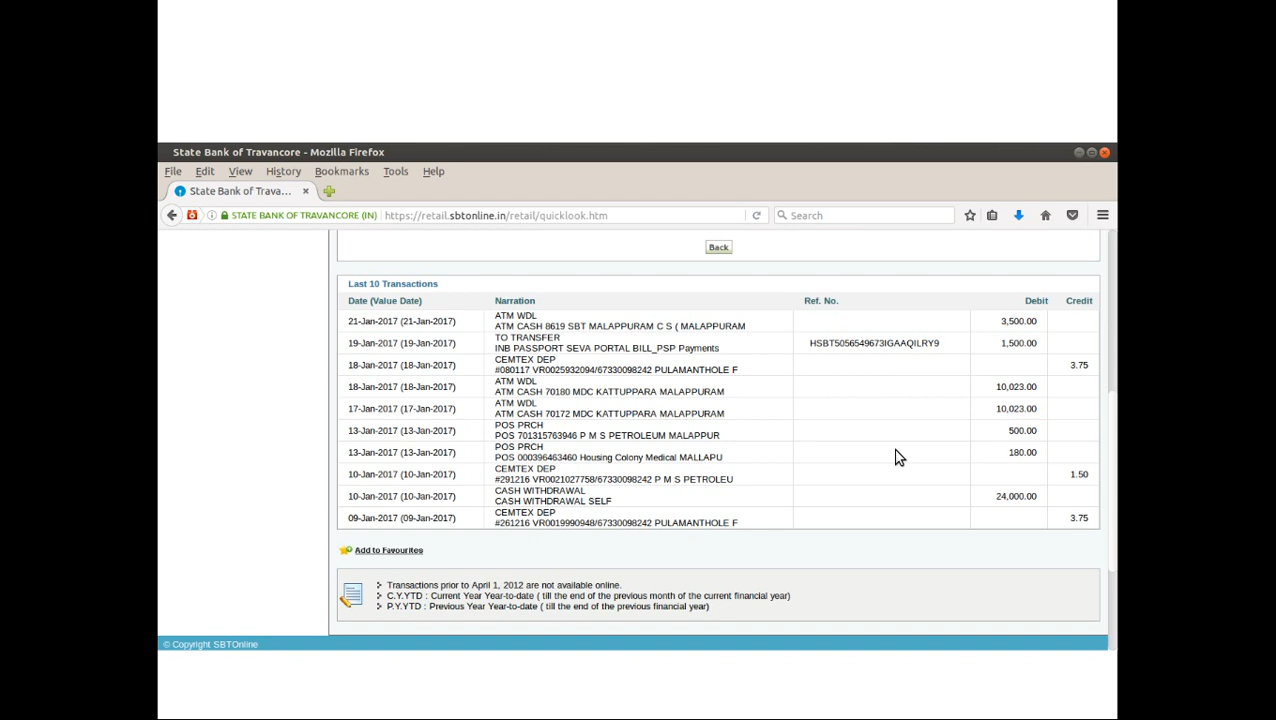 State Bank of Travancore - Mozilla Firefox
File Edit View History Bookmarks Tools Help
State Bank of Trava...
STATE BANK OF TRAVANCORE (IN) https://retail.sbtonline.in/retail/quicklook.htm Search
Back
Last 10 Transactions
Date (Value Date) Narration Ref. No. Debit Credit
ATM WDL
21-Jan-2017 (21-Jan-2017) ATM CASH 8619 SBT MALAPPURAM C S ( MALAPPURAM 3,500.00
TO TRANSFER
19-Jan-2017 (19-Jan-2017) INB PASSPORT SEVA PORTAL BILL_PSP Payments HSBT5056549673IGAAQILRY9 1,500.00
CEMTEX DEP
18-Jan-2017 (18-Jan-2017) #080117 VR0025932094/67330098242 PULAMANTHOLE F 3.75
ATM WDL
18-Jan-2017 (18-Jan-2017) ATM CASH 70180 MDC KATTUPPARA MALAPPURAM 10,023.00
ATM WDL
17-Jan-2017 (17-Jan-2017) ATM CASH 70172 MDC KATTUPPARA MALAPPURAM 10,023.00
POS PRCH
13-Jan-2017 (13-Jan-2017) POS 701315763946 P M S PETROLEUM MALAPPUR 500.00
POS PRCH
13-Jan-2017 (13-Jan-2017) POS 000396463460 Housing Colony Medical MALLAPU 180.00
CEMTEX DEP
10-Jan-2017 (10-Jan-2017) #291216 VR0021027758/67330098242 P M S PETROLEU 1.50
CASH WITHDRAWAL
10-Jan-2017 (10-Jan-2017) CASH WITHDRAWAL SELF 24,000.00
CEMTEX DEP
09-Jan-2017 (09-Jan-2017) #261216 VR0019990948/67330098242 PULAMANTHOLE F 3.75
Add to Favourites
Transactions prior to April 1, 2012 are not available online.
C.Y.YTD : Current Year Year-to-date ( till the end of the previous month of the current financial year)
P.Y.YTD : Previous Year Year-to-date ( till the end of the previous financial year)
© Copyright SBTOnline